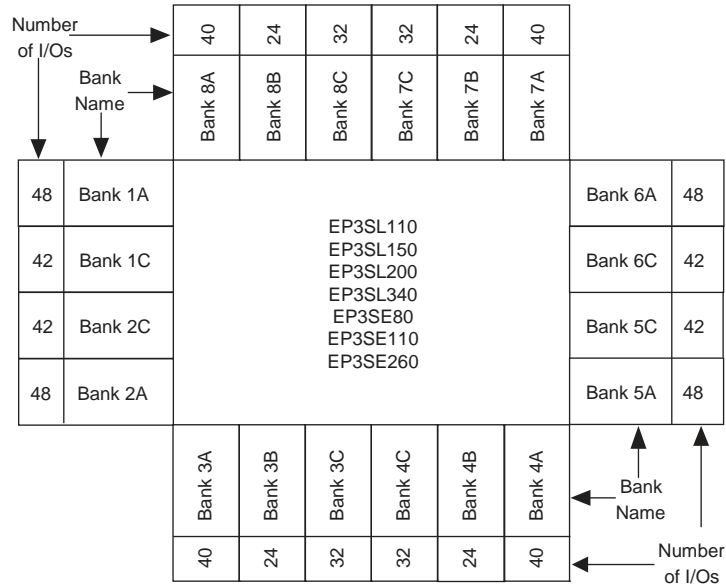 Number
of I/Os
40 24 32 32 24 40
Bank
Name
Bank 8A Bank 8B Bank 8C Bank 7C Bank 7B Bank 7A
48 Bank 1A
42 Bank 1C
42 Bank 2C
48 Bank 2A
EP3SL110
EP3SL150
EP3SL200
EP3SL340
EP3SE80
EP3SE110
EP3SE260
Bank 6A 48
Bank 6C 42
Bank 5C 42
Bank 5A 48
Bank 3A Bank 3B Bank 3C Bank 4C Bank 4B Bank 4A
Bank
Name
40 24 32 32 24 40
Number
of I/Os